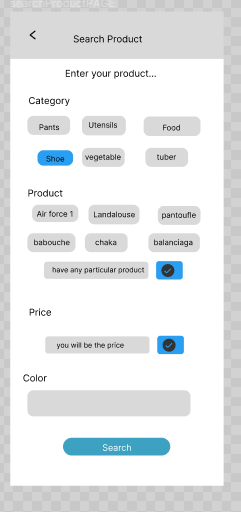 searchProductPAGE
Search Product
Enter your product...
Category
Pants Utensils Food
Shoe vegetable tuber
Product
Air force 1 Landalouse pantoufle
babouche chaka balanciaga
have any particular product
Price
you will be the price
Color
Search